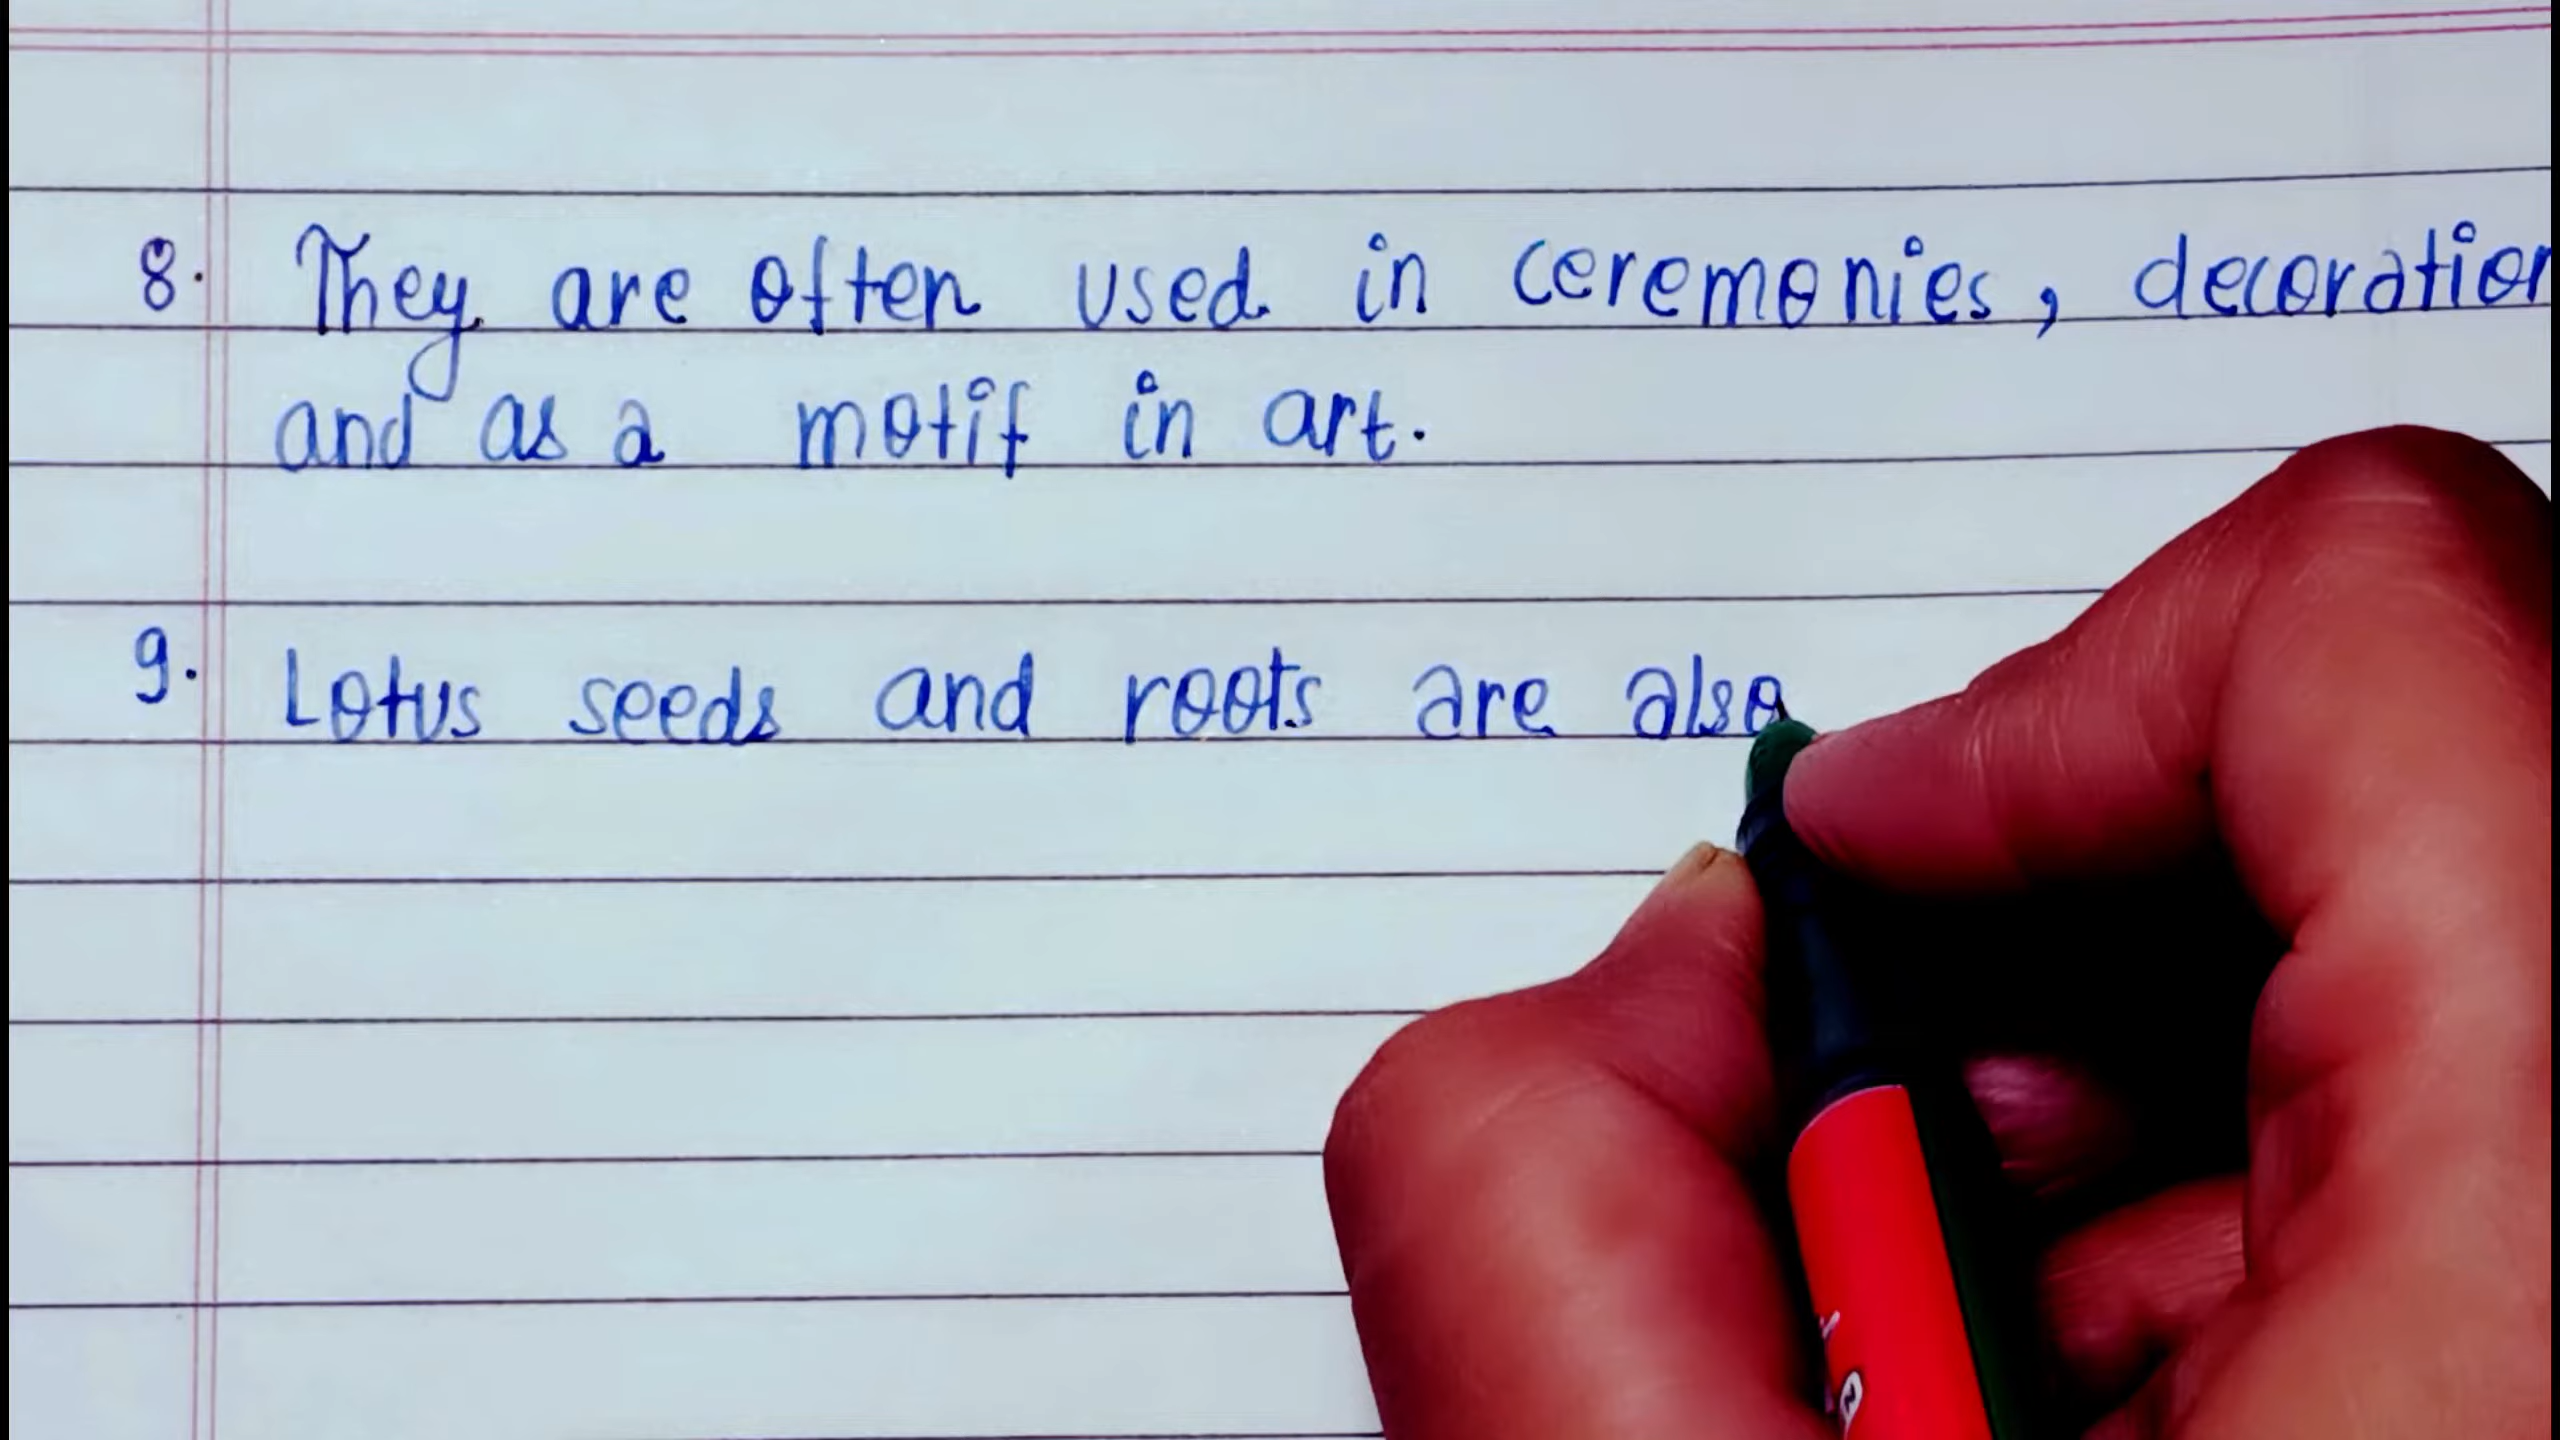 8. They are often used in ceremonies, decoration
and as a motif in art.
9. Lotus seeds and roots are also